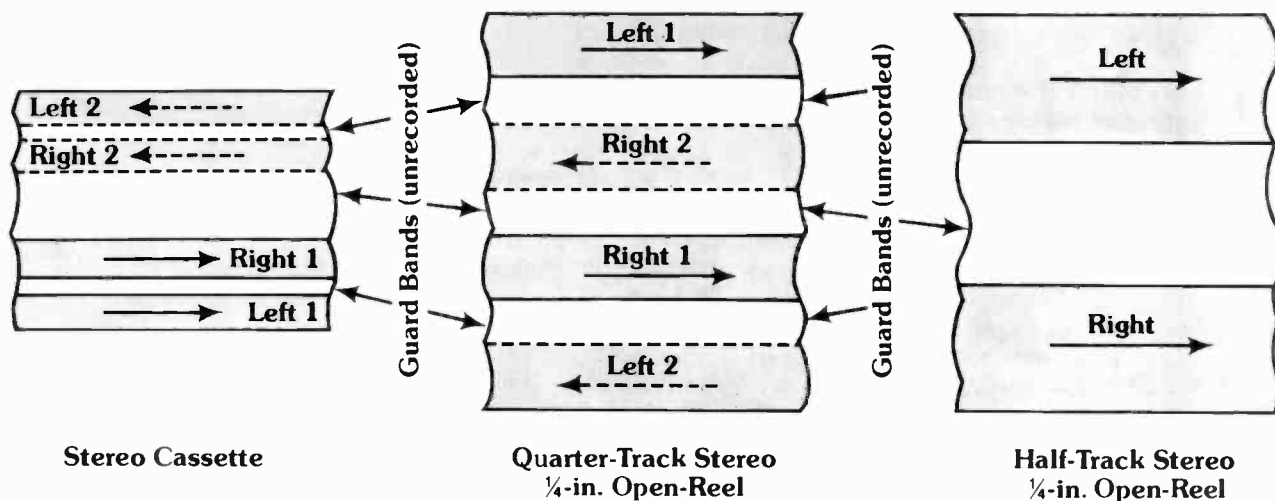 Left 2
Right 2
Right 1
Left 1
Stereo Cassette
Guard Bands (unrecorded)
Left 1
Right 2
Right 1
Left 2
Quarter-Track Stereo
¼-in. Open-Reel
Guard Bands (unrecorded)
Left
Right
Half-Track Stereo
¼-in. Open-Reel